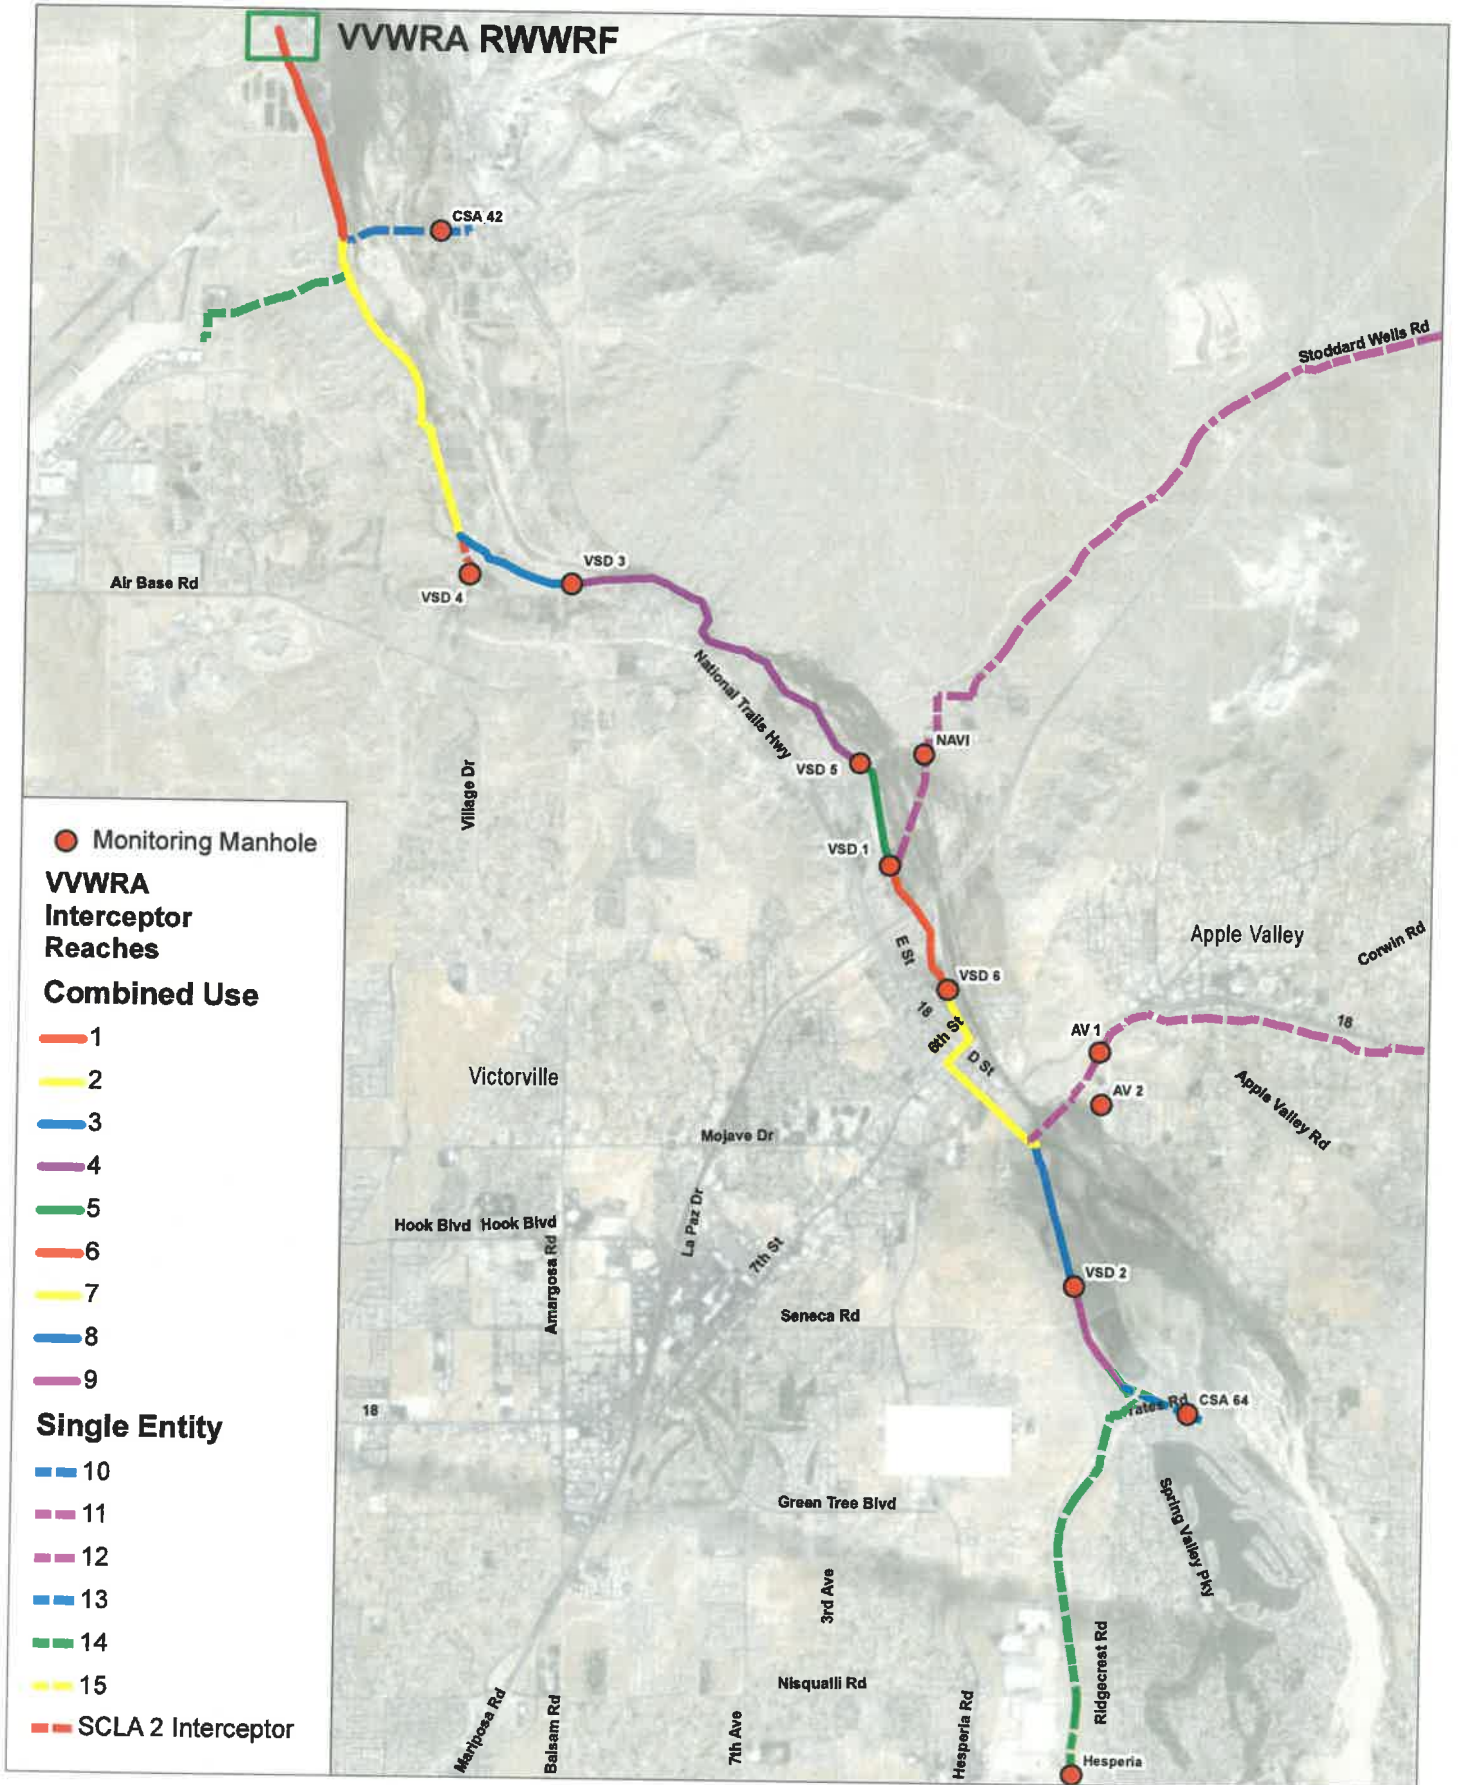 VVWRA RWWRF
CSA 42
Stoddard Wells Rd
VSD 3
Air Base Rd
VSD 4
National Trails Hwy
NAVI
VSD 5
Village Dr
VSD 1
Monitoring Manhole
VVWRA
Interceptor
Reaches
Combined Use
1
2
3
4
5
6
7
8
9
Single Entity
10
11
12
13
14
15
SCLA 2 Interceptor
Apple Valley
Corwin Rd
E St
VSD 6
18
6th St
D St
AV 1
18
AV 2
Apple Valley Rd
Victorville
Mojave Dr
La Paz Dr
Hook Blvd Hook Blvd
Amargosa Rd
7th St
VSD 2
Seneca Rd
18
CSA 64
Green Tree Blvd
Spring Valley Pky
3rd Ave
Ridgecrest Rd
Nisqualli Rd
Mariposa Rd
Balsam Rd
7th Ave
Hesperia Rd
Hesperia